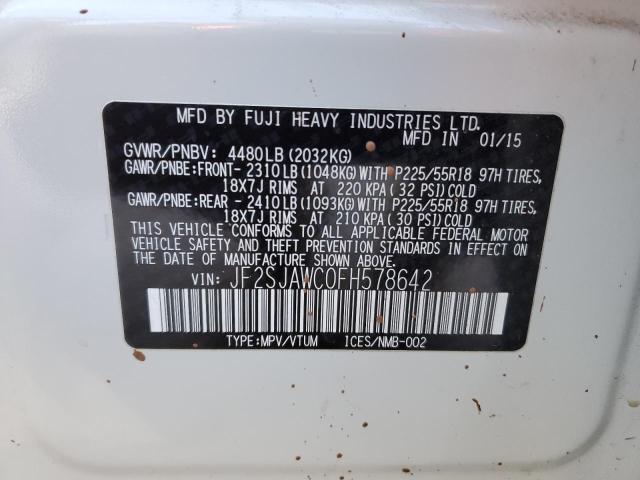 MFD BY FUJI HEAVY INDUSTRIES LTD.
MFD IN 01/15
GVWR/PNBV: 4480LB(2032KG)
GAWR/PNBE:FRONT- 2310LB(1048KG)WITH P225/55R18 97H TIRES,
18X7J RIMS AT 220 KPA( 32 PSI)COLD
GAWR/PNBE:REAR - 2410LB(1093KG)WITH P225/55R18 97H TIRES,
18X7J RIMS AT 210 KPA( 30 PSI)COLD
THIS VEHICLE CONFORMS TO ALL APPLICABLE FEDERAL MOTOR
VEHICLE SAFETY AND THEFT PREVENTION STANDARDS IN EFFECT ON
THE DATE OF MANUFACTURE SHOWN ABOVE.
VIN: JF2SJAWC0FH578642
TYPE:MPV/VTUM ICES/NMB-002